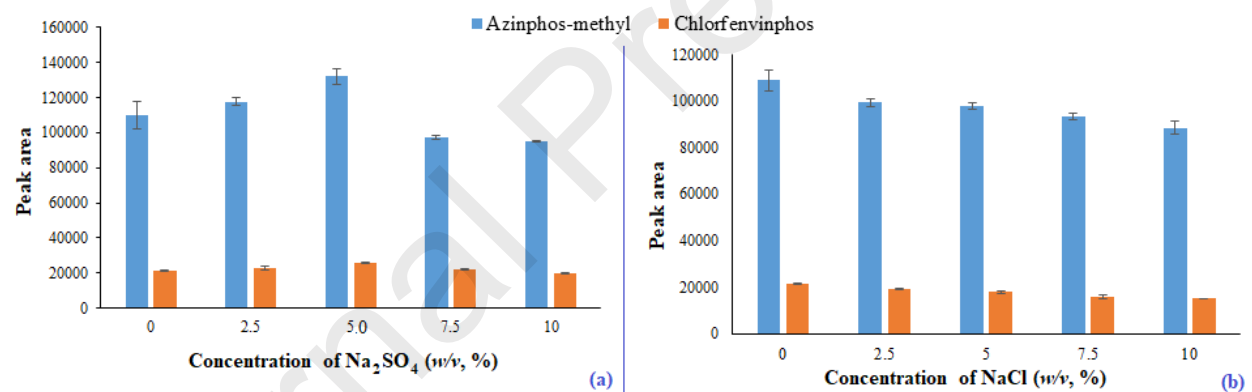 Azinphos-methyl Chlorfenvinphos
160000
140000
120000
100000
80000
60000
40000
20000
0
Peak area
0 2.5 5.0 7.5 10
Concentration of Na₂SO₄ (w/v, %)
(a)
120000
100000
80000
60000
40000
20000
0
Peak area
0 2.5 5 7.5 10
Concentration of NaCl (w/v, %)
(b)
rnal Pre